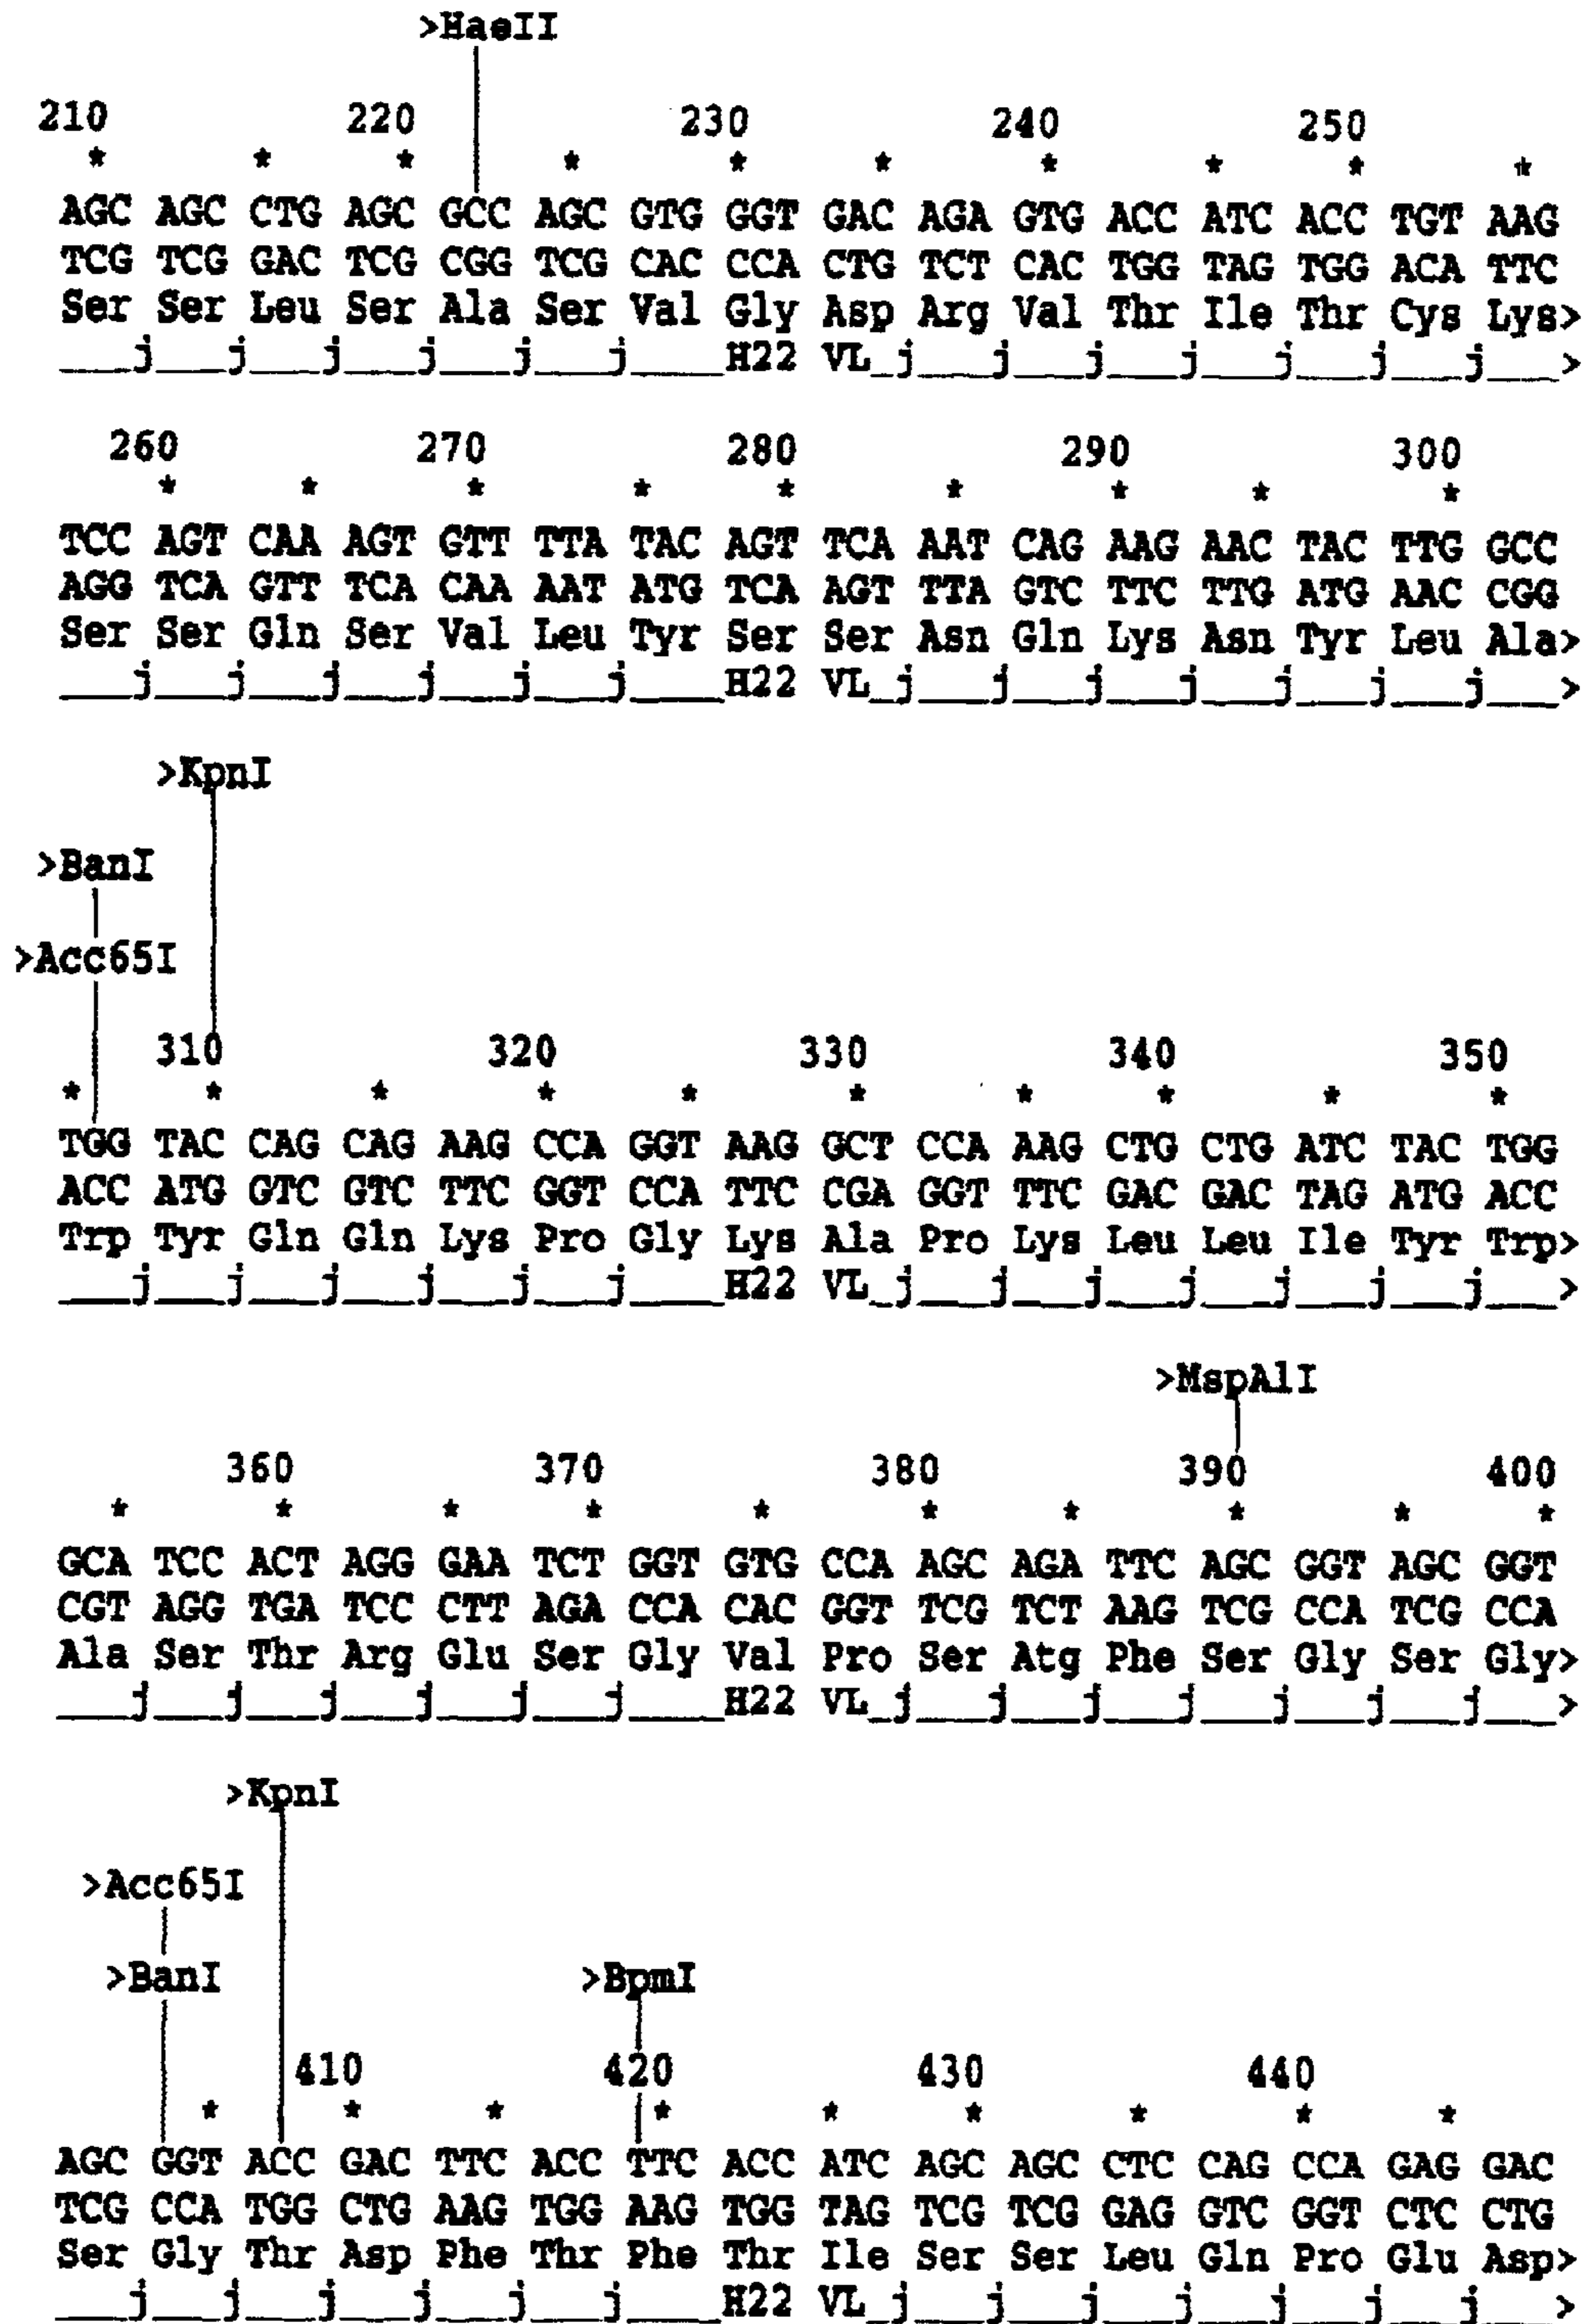 >HaeII
210 220 230 240 250
* * * * * * * * * *
AGC AGC CTG AGC GCC AGC GTG GGT GAC AGA GTG ACC ATC ACC TGT AAG
TCG TCG GAC TCG CGG TCG CAC CCA CTG TCT CAC TGG TAG TGG ACA TTC
Ser Ser Leu Ser Ala Ser Val Gly Asp Arg Val Thr Ile Thr Cys Lys>
___j___j___j___j___j___j____H22 VL_j___j___j___j___j___j___j___>
260 270 280 290 300
* * * * * * * * *
TCC AGT CAA AGT GTT TTA TAC AGT TCA AAT CAG AAG AAC TAC TTG GCC
AGG TCA GTT TCA CAA AAT ATG TCA AGT TTA GTC TTC TTG ATG AAC CGG
Ser Ser Gln Ser Val Leu Tyr Ser Ser Asn Gln Lys Asn Tyr Leu Ala>
___j___j___j___j___j___j____H22 VL_j___j___j___j___j___j___j___>
>KpnI
>BanI
>Acc65I
310 320 330 340 350
* * * * * * * * * *
TGG TAC CAG CAG AAG CCA GGT AAG GCT CCA AAG CTG CTG ATC TAC TGG
ACC ATG GTC GTC TTC GGT CCA TTC CGA GGT TTC GAC GAC TAG ATG ACC
Trp Tyr Gln Gln Lys Pro Gly Lys Ala Pro Lys Leu Leu Ile Tyr Trp>
___j___j___j___j___j___j____H22 VL_j___j___j___j___j___j___j___>
>MspAlI
360 370 380 390 400
* * * * * * * * * *
GCA TCC ACT AGG GAA TCT GGT GTG CCA AGC AGA TTC AGC GGT AGC GGT
CGT AGG TGA TCC CTT AGA CCA CAC GGT TCG TCT AAG TCG CCA TCG CCA
Ala Ser Thr Arg Glu Ser Gly Val Pro Ser Atg Phe Ser Gly Ser Gly>
___j___j___j___j___j___j____H22 VL_j___j___j___j___j___j___j___>
>KpnI
>Acc65I
>BanI >BpmI
410 420 430 440
* * * * * * * * *
AGC GGT ACC GAC TTC ACC TTC ACC ATC AGC AGC CTC CAG CCA GAG GAC
TCG CCA TGG CTG AAG TGG AAG TGG TAG TCG TCG GAG GTC GGT CTC CTG
Ser Gly Thr Asp Phe Thr Phe Thr Ile Ser Ser Leu Gln Pro Glu Asp>
___j___j___j___j___j___j____H22 VL_j___j___j___j___j___j___j___>